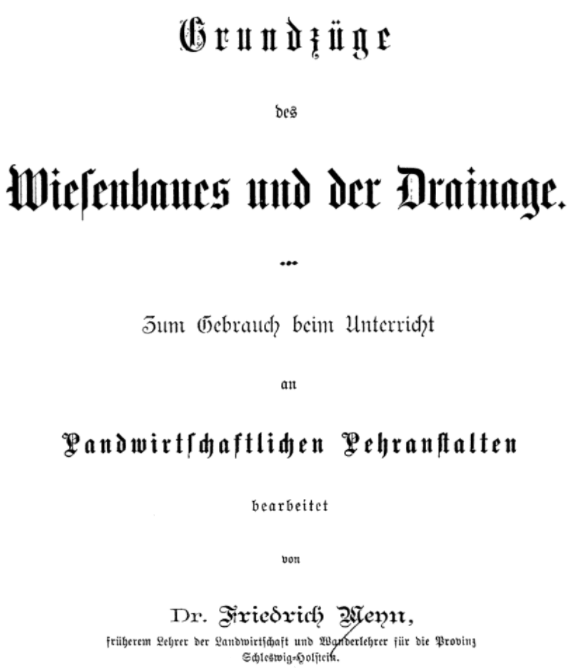 Grundzüge
des
Wiesenbaues und der Drainage.
Zum Gebrauch beim Unterricht
an
Landwirtschaftlichen Lehranstalten
bearbeitet
von
Dr. Friedrich Meyn,
früherem Lehrer der Landwirtschaft und Wanderlehrer für die Provinz
Schleswig-Holstein.